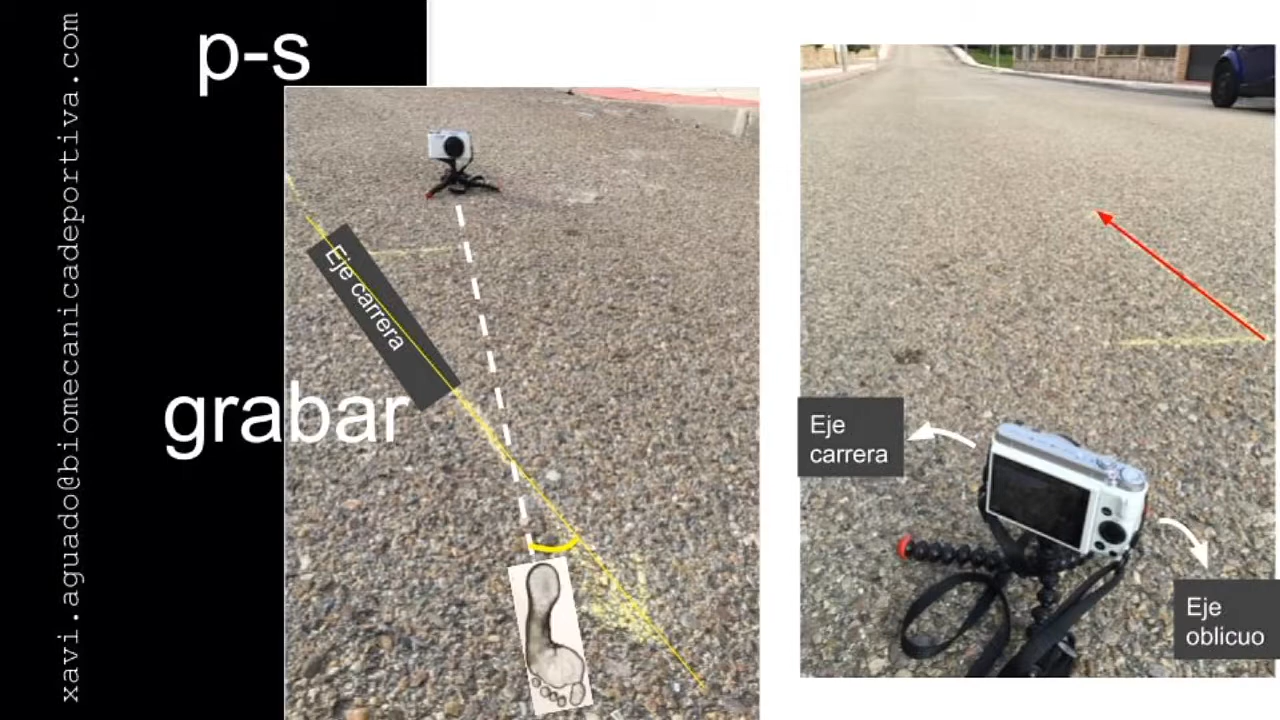 xavi.aguado@biomecanicadeportiva.com
p-s
grabar
Eje carrera
Eje
carrera
Eje
oblicuo